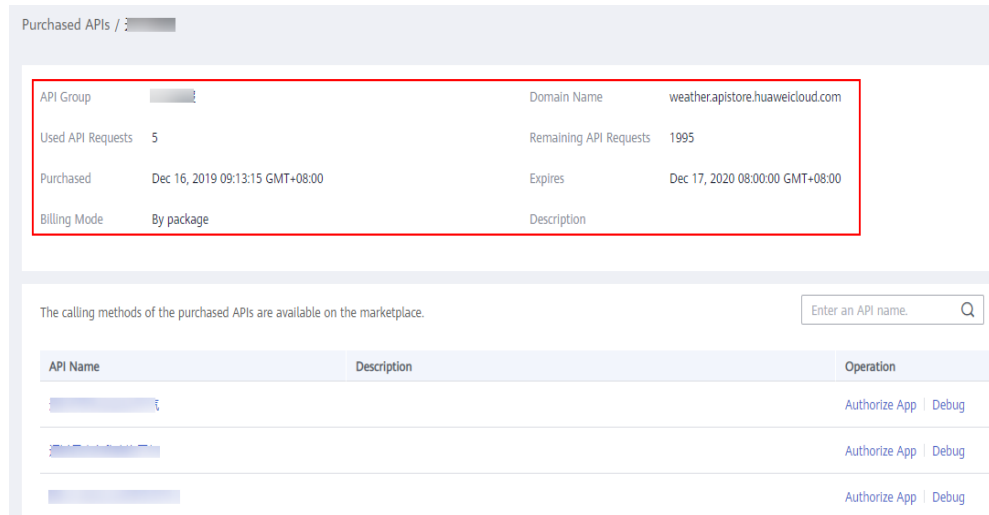 Purchased APIs /
API Group Domain Name weather.apistore.huaweicloud.com
Used API Requests 5 Remaining API Requests 1995
Purchased Dec 16, 2019 09:13:15 GMT+08:00 Expires Dec 17, 2020 08:00:00 GMT+08:00
Billing Mode By package Description
The calling methods of the purchased APIs are available on the marketplace. Enter an API name.
API Name Description Operation
Authorize App Debug
Authorize App Debug
Authorize App Debug